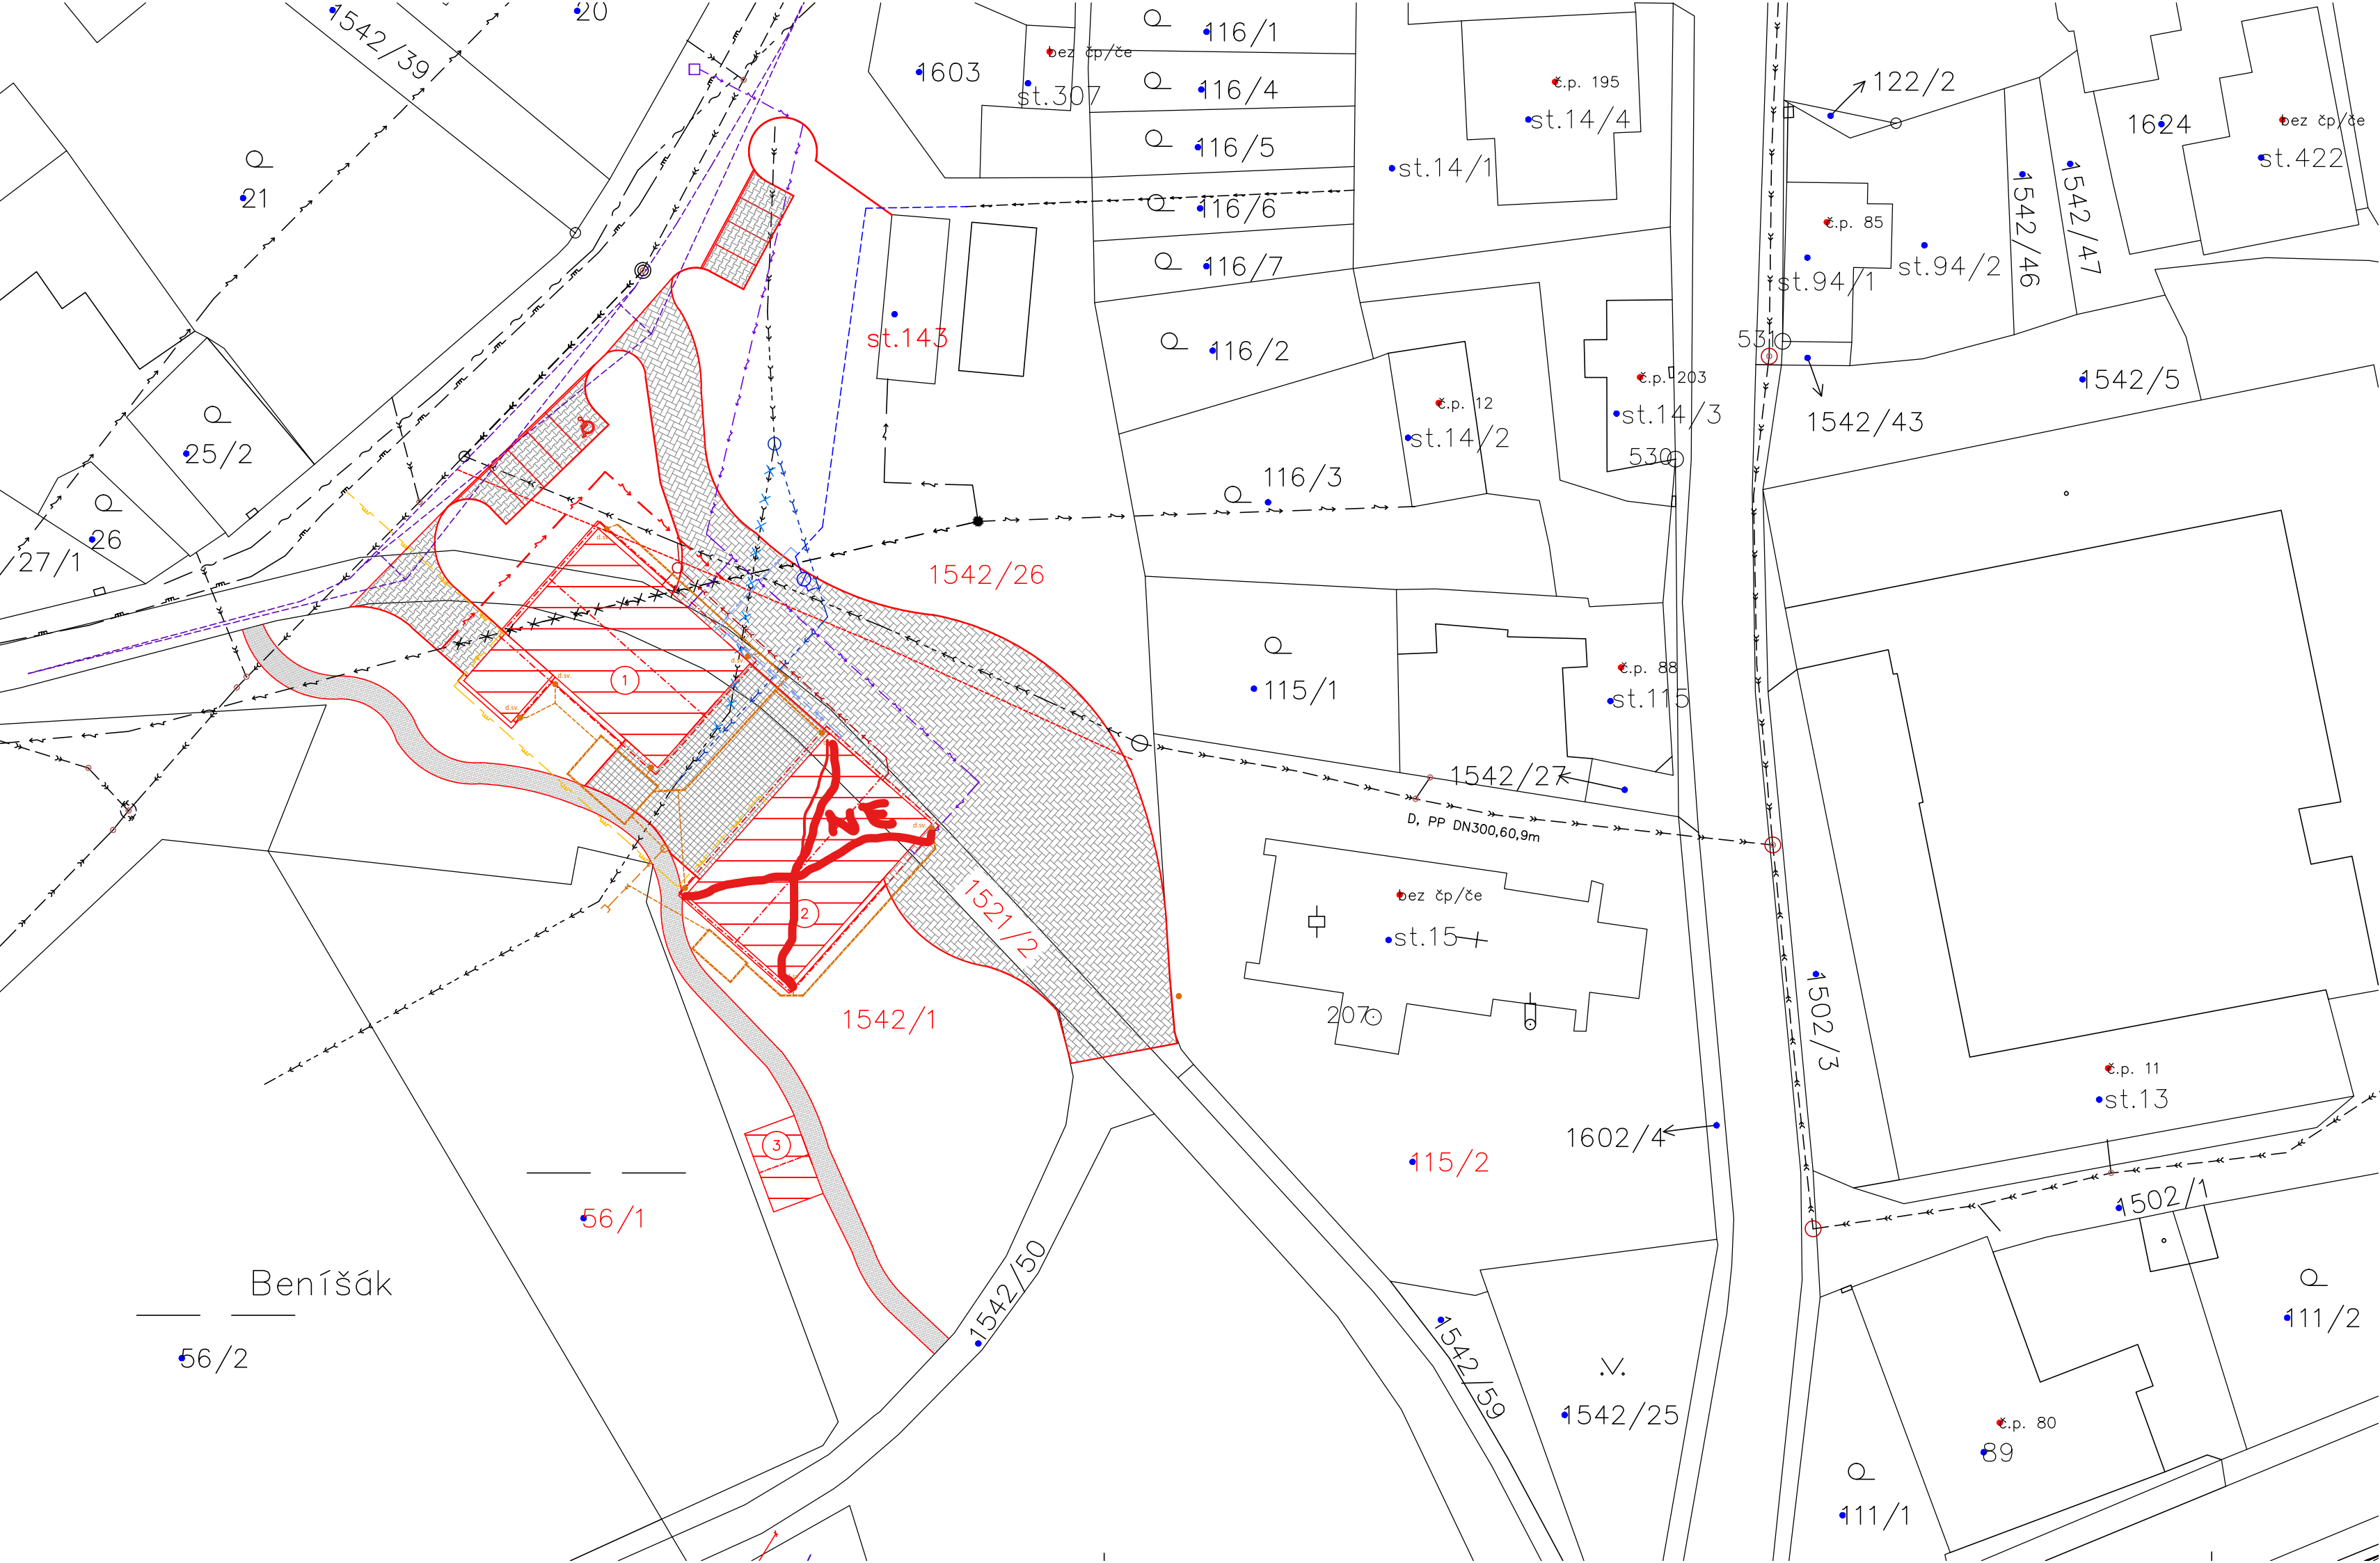 1542/39
20
1603
bez čp/če
st.307
116/1
116/4
116/5
116/6
116/7
116/2
č.p. 195
st.14/4
st.14/1
122/2
1624
bez čp/če
st.422
č.p. 85
st.94/1
st.94/2
1542/46
1542/47
21
st.143
531
č.p. 203
st.14/3
530
č.p. 12
st.14/2
1542/43
1542/5
25/2
26
27/1
116/3
1542/26
d.sv.
d.sv.
d.sv.
d.sv.
1
115/1
č.p. 88
st.115
1542/27
D, PP DN300,60,9m
NE
d.sv.
2
1521/2
bez čp/če
st.15
207
1542/1
1502/3
č.p. 11
st.13
1602/4
3
115/2
56/1
1502/1
Beníšák
56/2
1542/50
1542/59
1542/25
111/2
č.p. 80
89
111/1